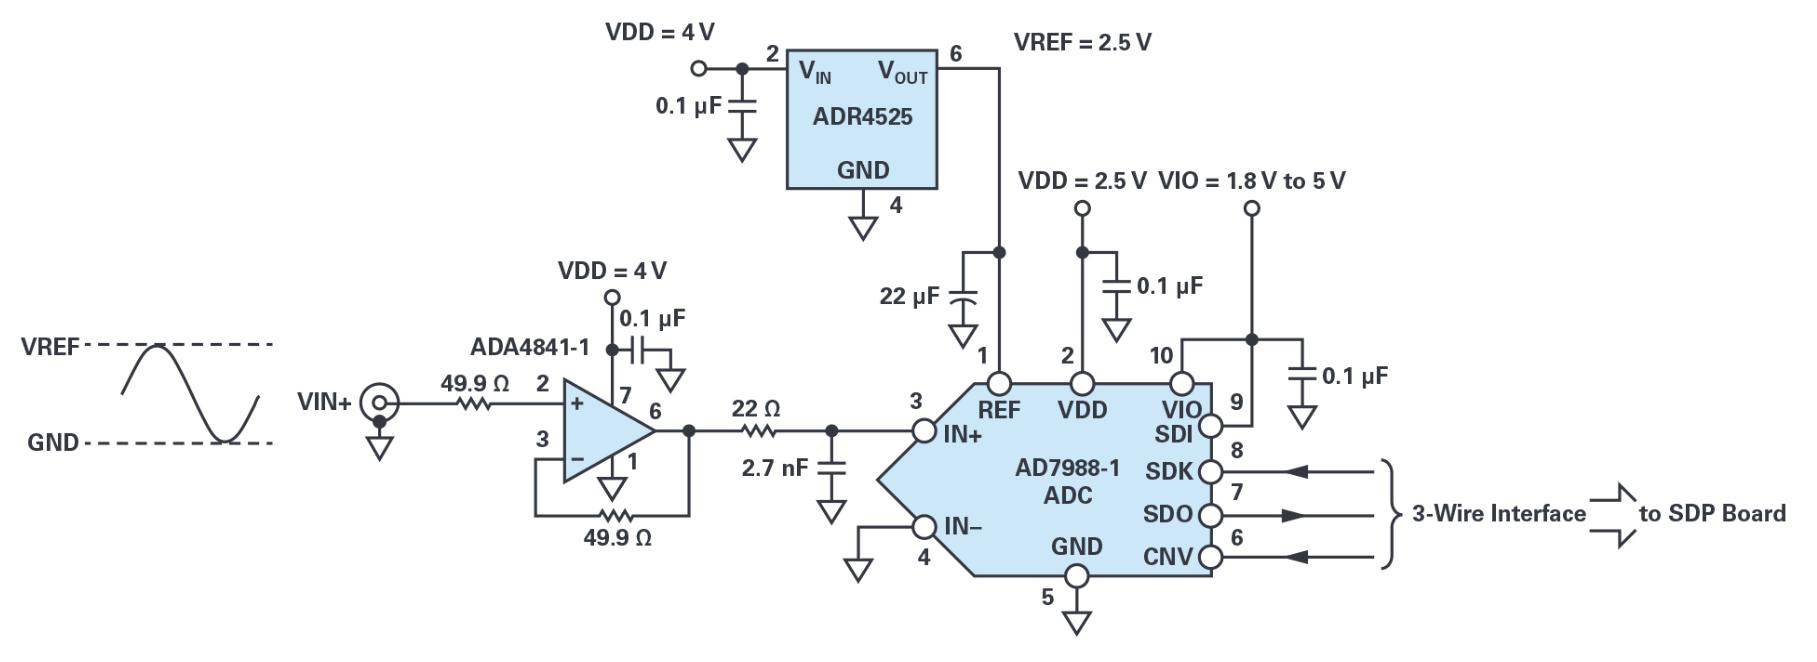 VDD = 4 V
2
6
VREF = 2.5 V
VIN
VOUT
0.1 µF
ADR4525
GND
4
VDD = 2.5 V
VIO = 1.8 V to 5 V
VDD = 4 V
22 µF
0.1 µF
0.1 µF
VREF
ADA4841-1
1
2
10
0.1 µF
VIN+
49.9 Ω
2
+
7
6
22 Ω
3
REF
VDD
VIO
9
GND
3
–
1
2.7 nF
IN+
SDI
8
AD7988-1
ADC
SDK
7
49.9 Ω
IN–
SDO
3-Wire Interface
to SDP Board
4
GND
CNV
6
5